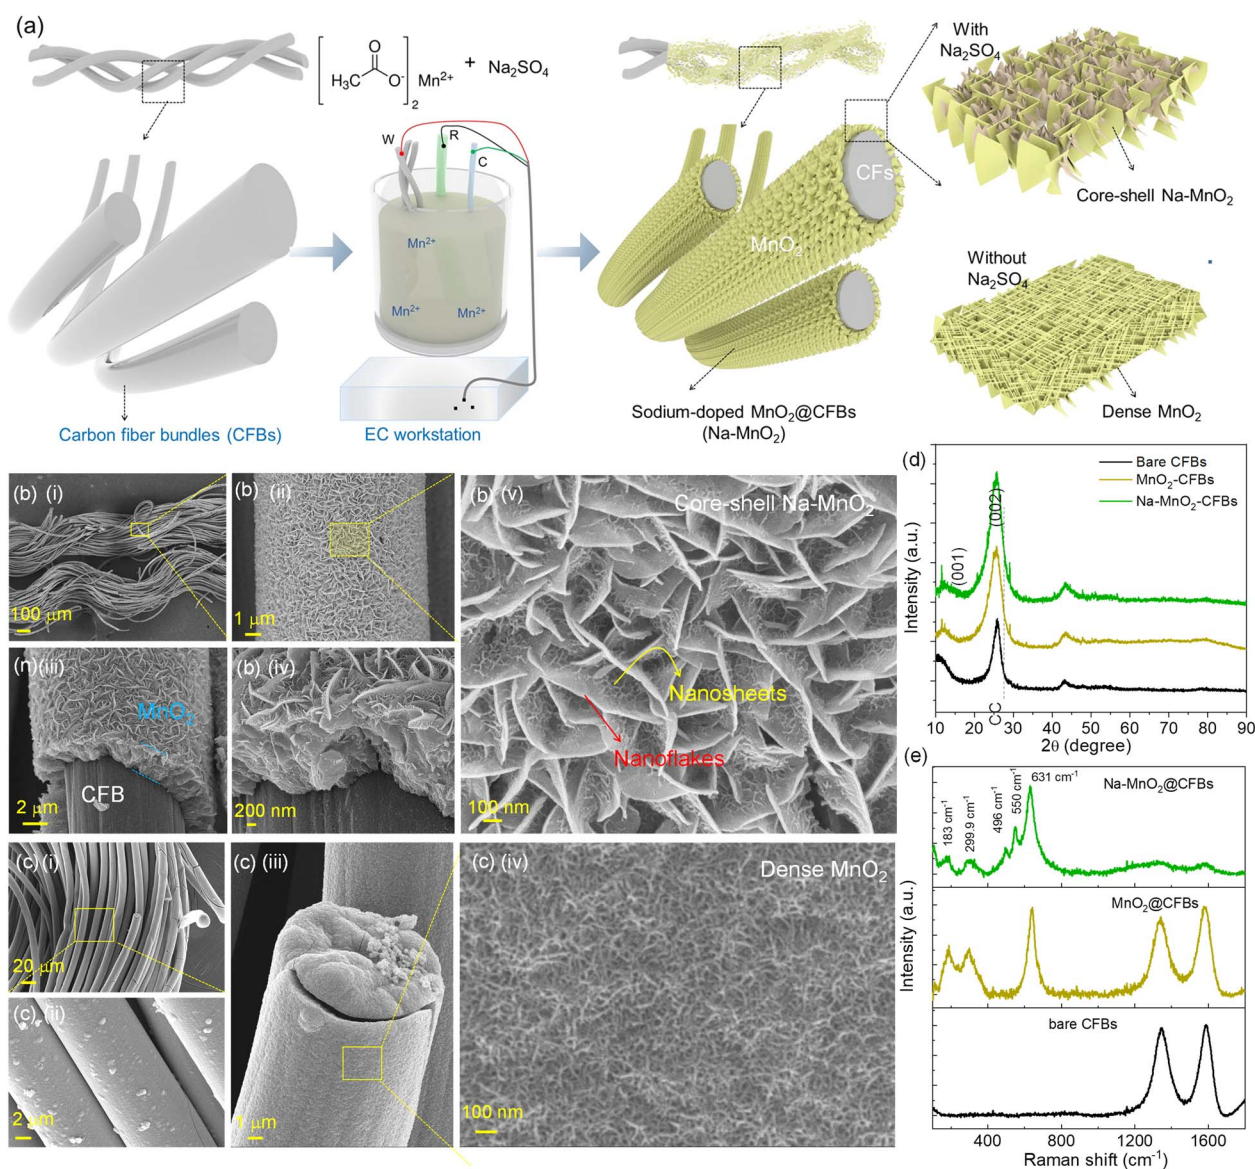 (a)
H₃C
O
O⁻
2
Mn²⁺
+
Na₂SO₄
W
R
C
Mn²⁺
Mn²⁺
Mn²⁺
Carbon fiber bundles (CFBs)
EC workstation
CFs
MnO₂
Sodium-doped MnO₂@CFBs
(Na-MnO₂)
With
Na₂SO₄
Core-shell Na-MnO₂
Without
Na₂SO₄
Dense MnO₂
(b) (i)
100 μm
(b) (ii)
1 μm
(n)(iii)
MnO₂
CFB
2 μm
(b) (iv)
200 nm
(b) (v)
Core-shell Na-MnO₂
Nanosheets
Nanoflakes
100 nm
(c) (i)
20 μm
(c) (ii)
2 μm
(c) (iii)
1 μm
(c) (iv)
Dense MnO₂
100 nm
(d)
Bare CFBs
MnO₂-CFBs
Na-MnO₂-CFBs
(001)
(002)
CC
Intensity (a.u.)
10 20 30 40 50 60 70 80 90
2θ (degree)
(e)
Na-MnO₂@CFBs
183 cm⁻¹
299.9 cm⁻¹
496 cm⁻¹
550 cm⁻¹
631 cm⁻¹
MnO₂@CFBs
bare CFBs
Intensity (a.u.)
400 800 1200 1600
Raman shift (cm⁻¹)